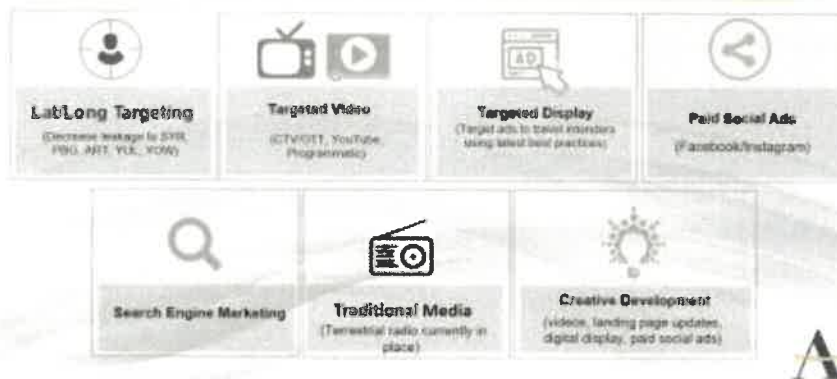 AD
Lat/Long Targeting
(Decrease leakage to SYR,
PBG, ART, YUL, YOW)
Targeted Video
(CTV/OTT, YouTube,
Programmatic)
Targeted Display
(Target ads to travel intenders
using latest best practices)
Paid Social Ads
(Facebook/Instagram)
Search Engine Marketing
Traditional Media
(Terrestrial radio currently in
place)
Creative Development
(videos, landing page updates,
digital display, paid social ads)
A